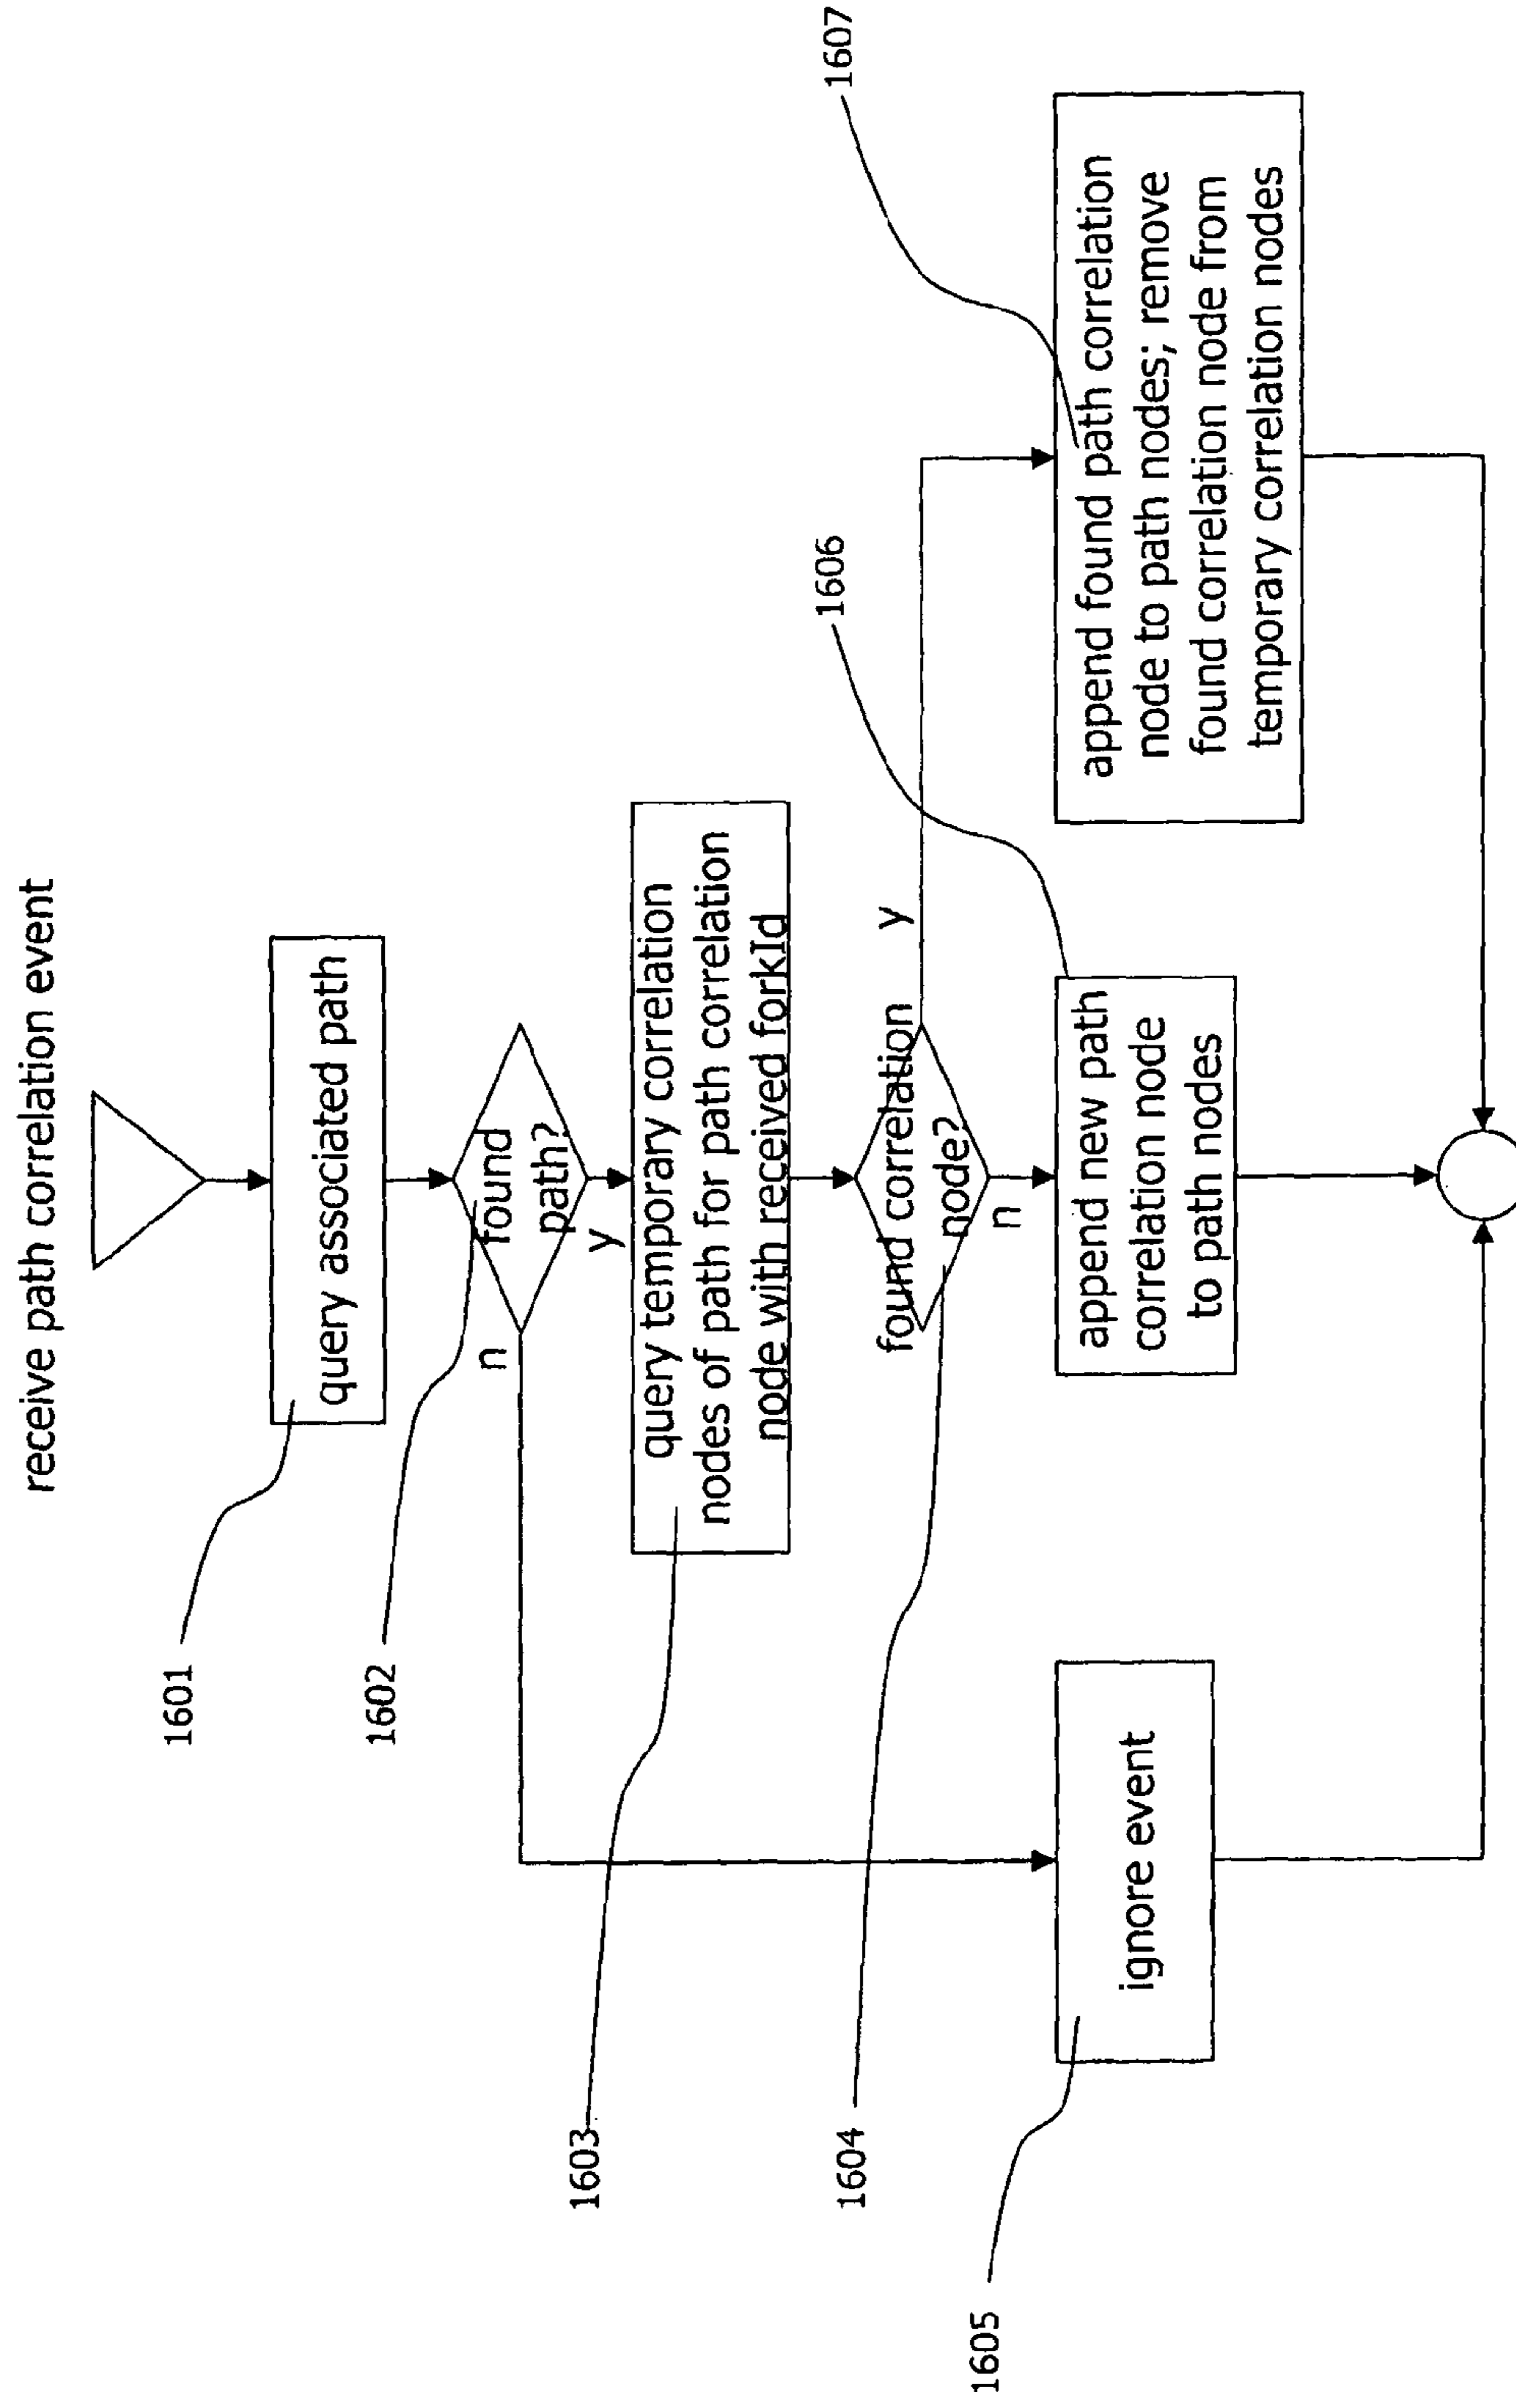 receive path correlation event
1601
query associated path
1602
found
path?
n
y
1603
query temporary correlation
nodes of path for path correlation
node with received forkId
1604
found correlation
node?
y
n
1605
ignore event
1606
append new path
correlation node
to path nodes
1607
append found path correlation
node to path nodes; remove
found correlation node from
temporary correlation nodes